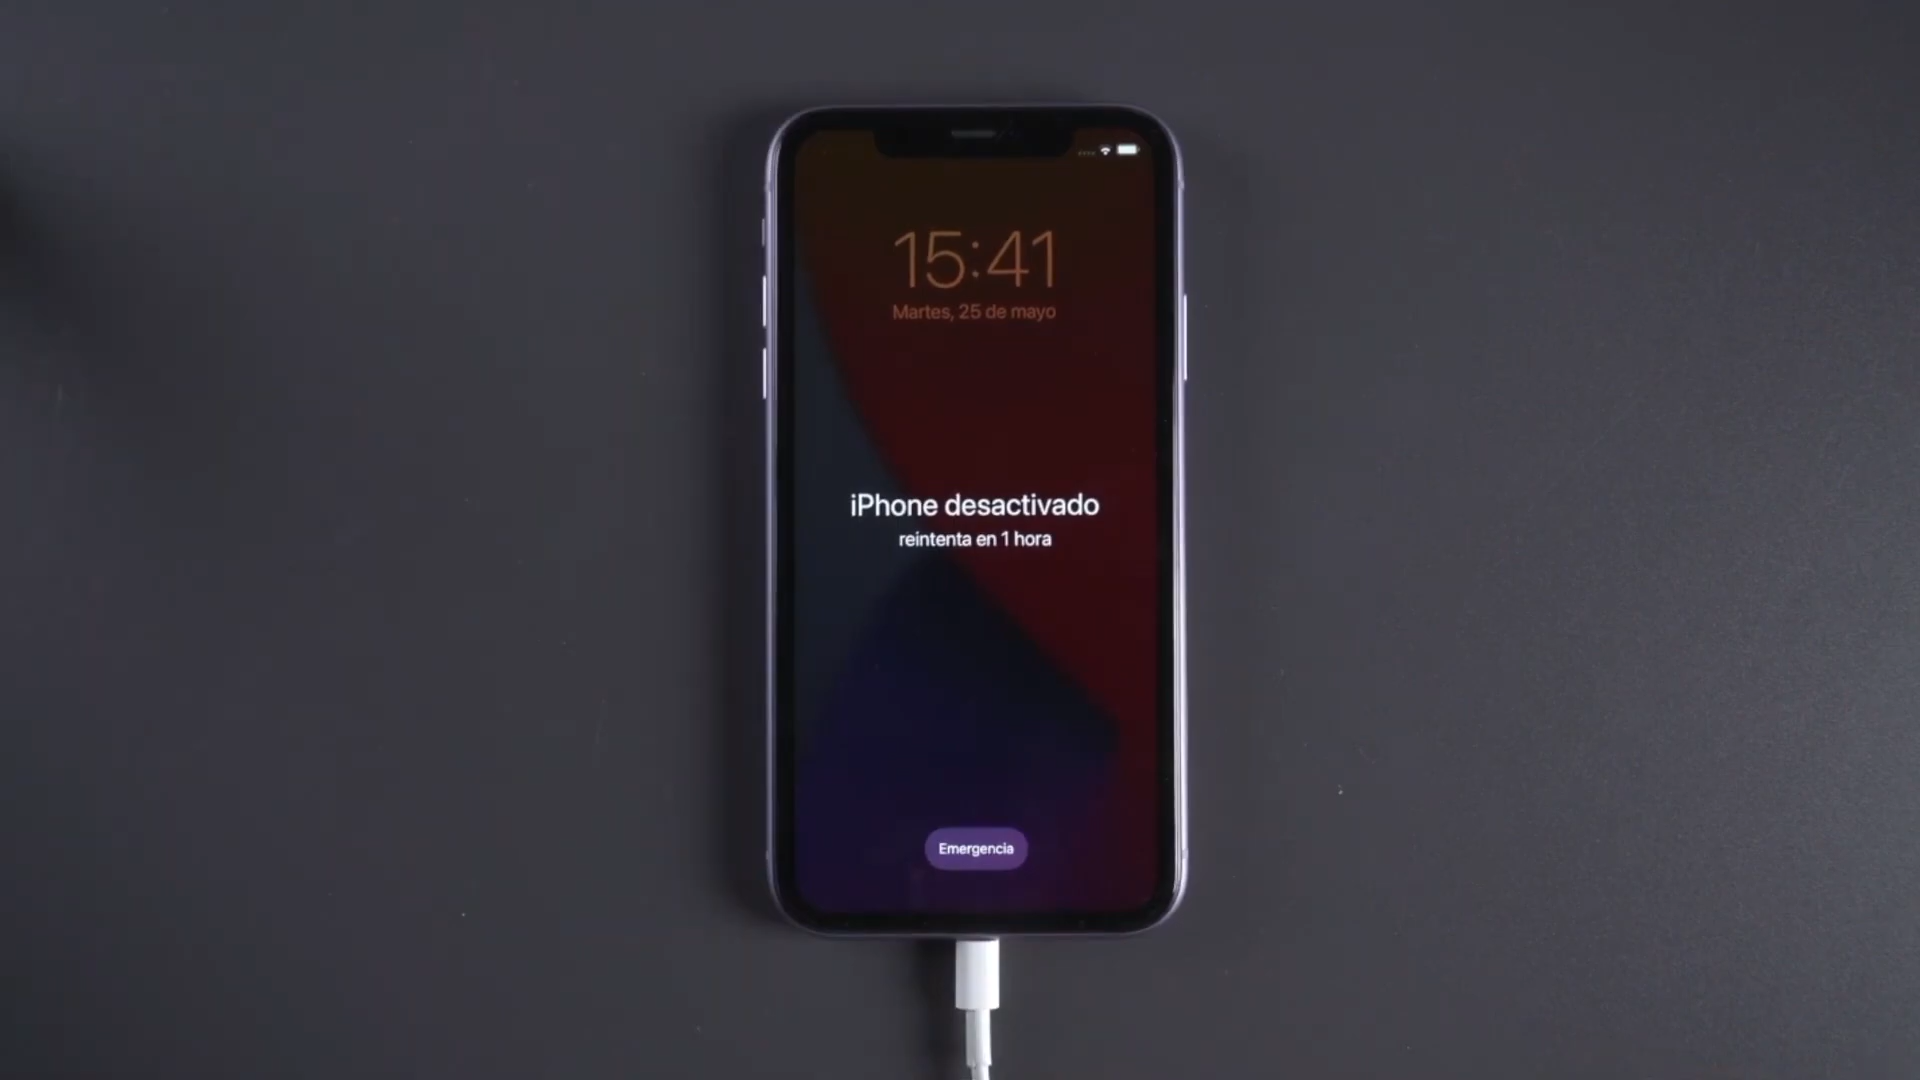 15:41
Martes, 25 de mayo
iPhone desactivado
reintenta en 1 hora
Emergencia